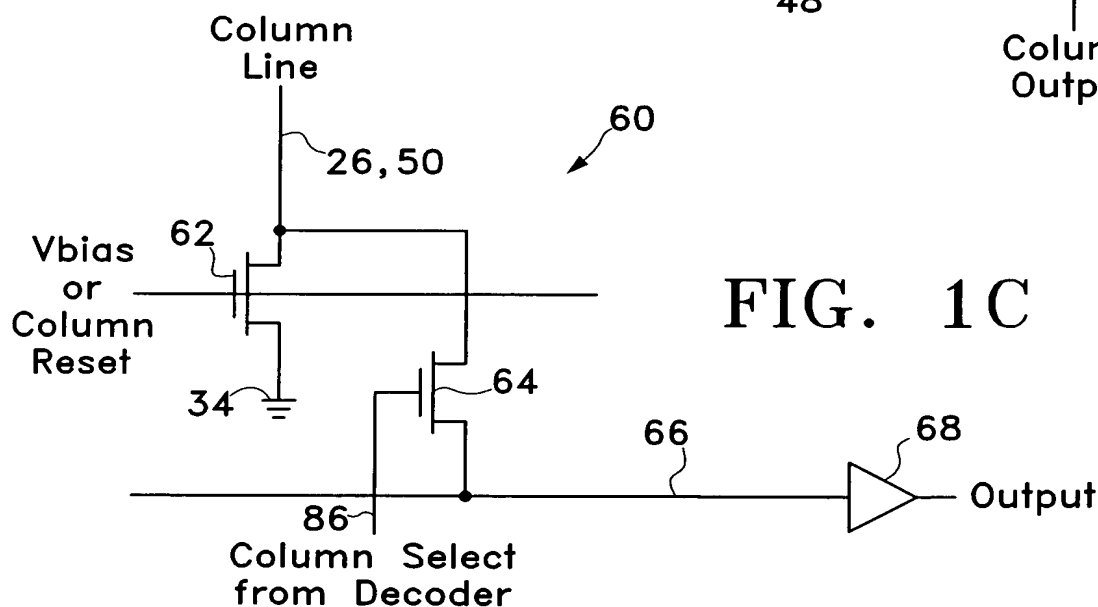 48
Column
Line
60
26,50
62
Vbias
or
Column
Reset
FIG. 1C
34
64
66
68
Output
86
Column Select
from Decoder